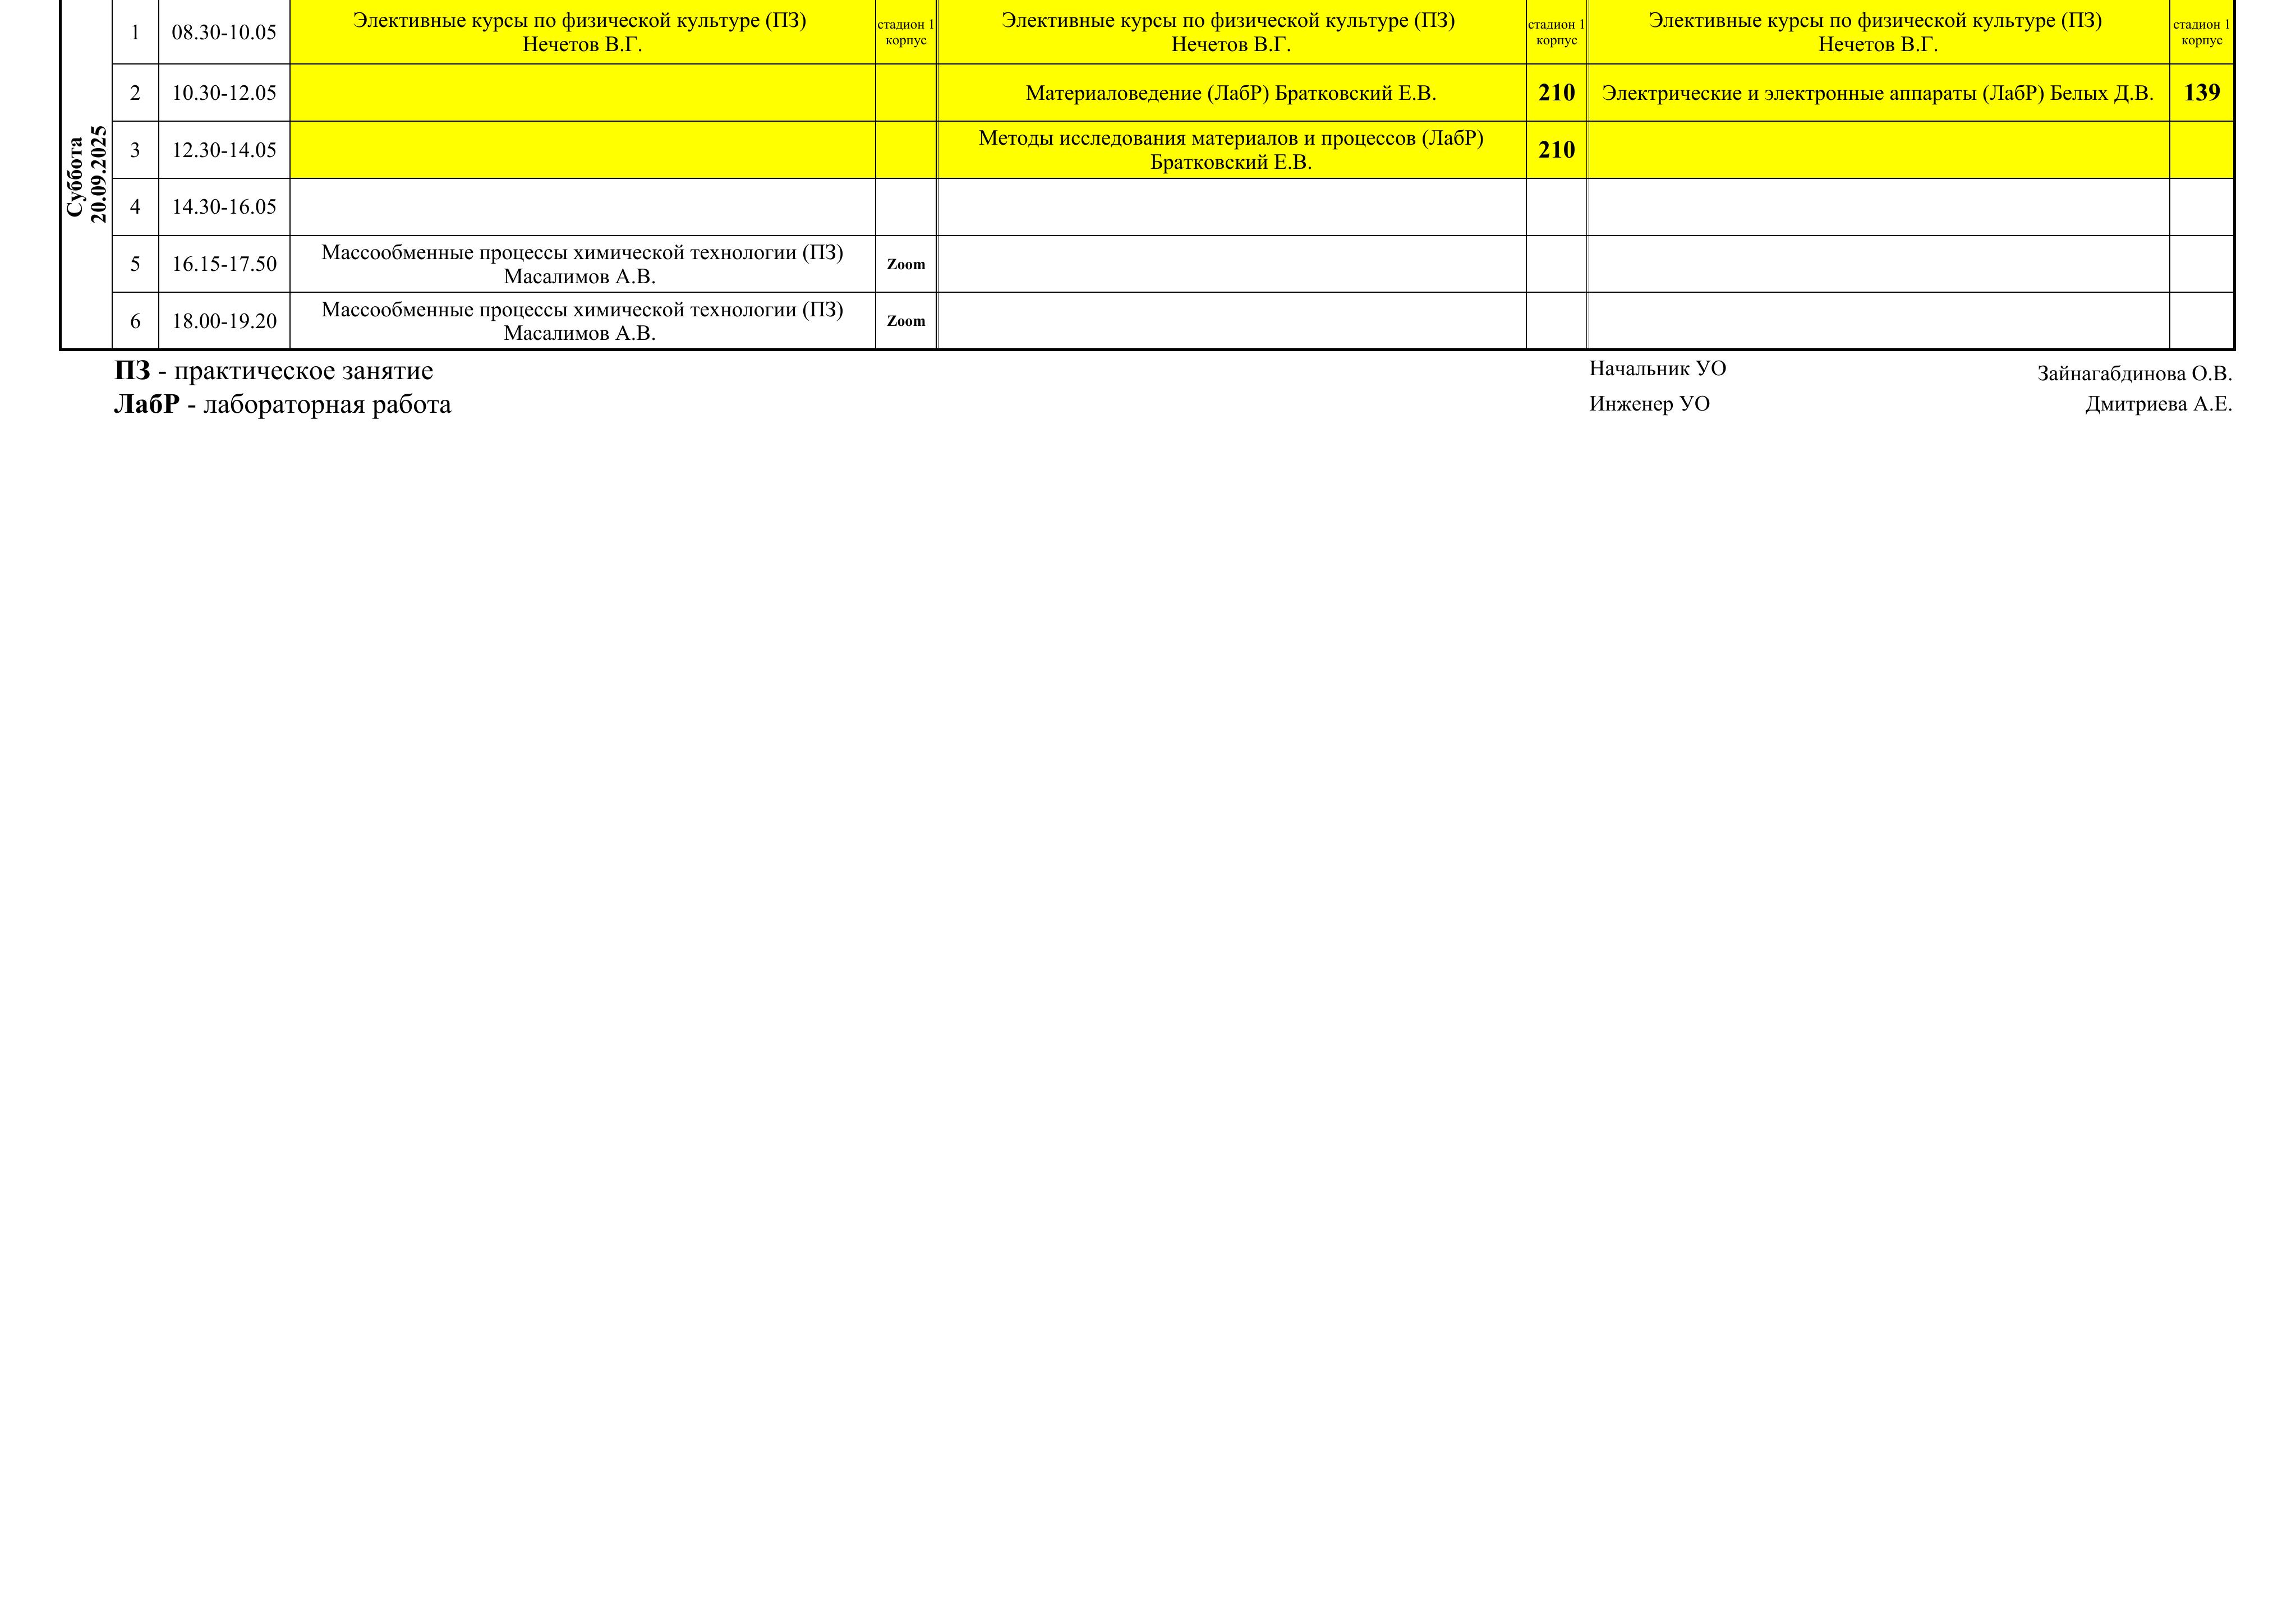 Суббота
20.09.2025
1 08.30-10.05 Элективные курсы по физической культуре (ПЗ) стадион 1 Элективные курсы по физической культуре (ПЗ) стадион 1 Элективные курсы по физической культуре (ПЗ) стадион 1
Нечетов В.Г. корпус Нечетов В.Г. корпус Нечетов В.Г. корпус
2 10.30-12.05 Материаловедение (ЛабР) Братковский Е.В. 210 Электрические и электронные аппараты (ЛабР) Белых Д.В. 139
3 12.30-14.05 Методы исследования материалов и процессов (ЛабР) 210
Братковский Е.В.
4 14.30-16.05
5 16.15-17.50 Массообменные процессы химической технологии (ПЗ) Zoom
Масалимов А.В.
6 18.00-19.20 Массообменные процессы химической технологии (ПЗ) Zoom
Масалимов А.В.
ПЗ - практическое занятие Начальник УО Зайнагабдинова О.В.
ЛабР - лабораторная работа Инженер УО Дмитриева А.Е.